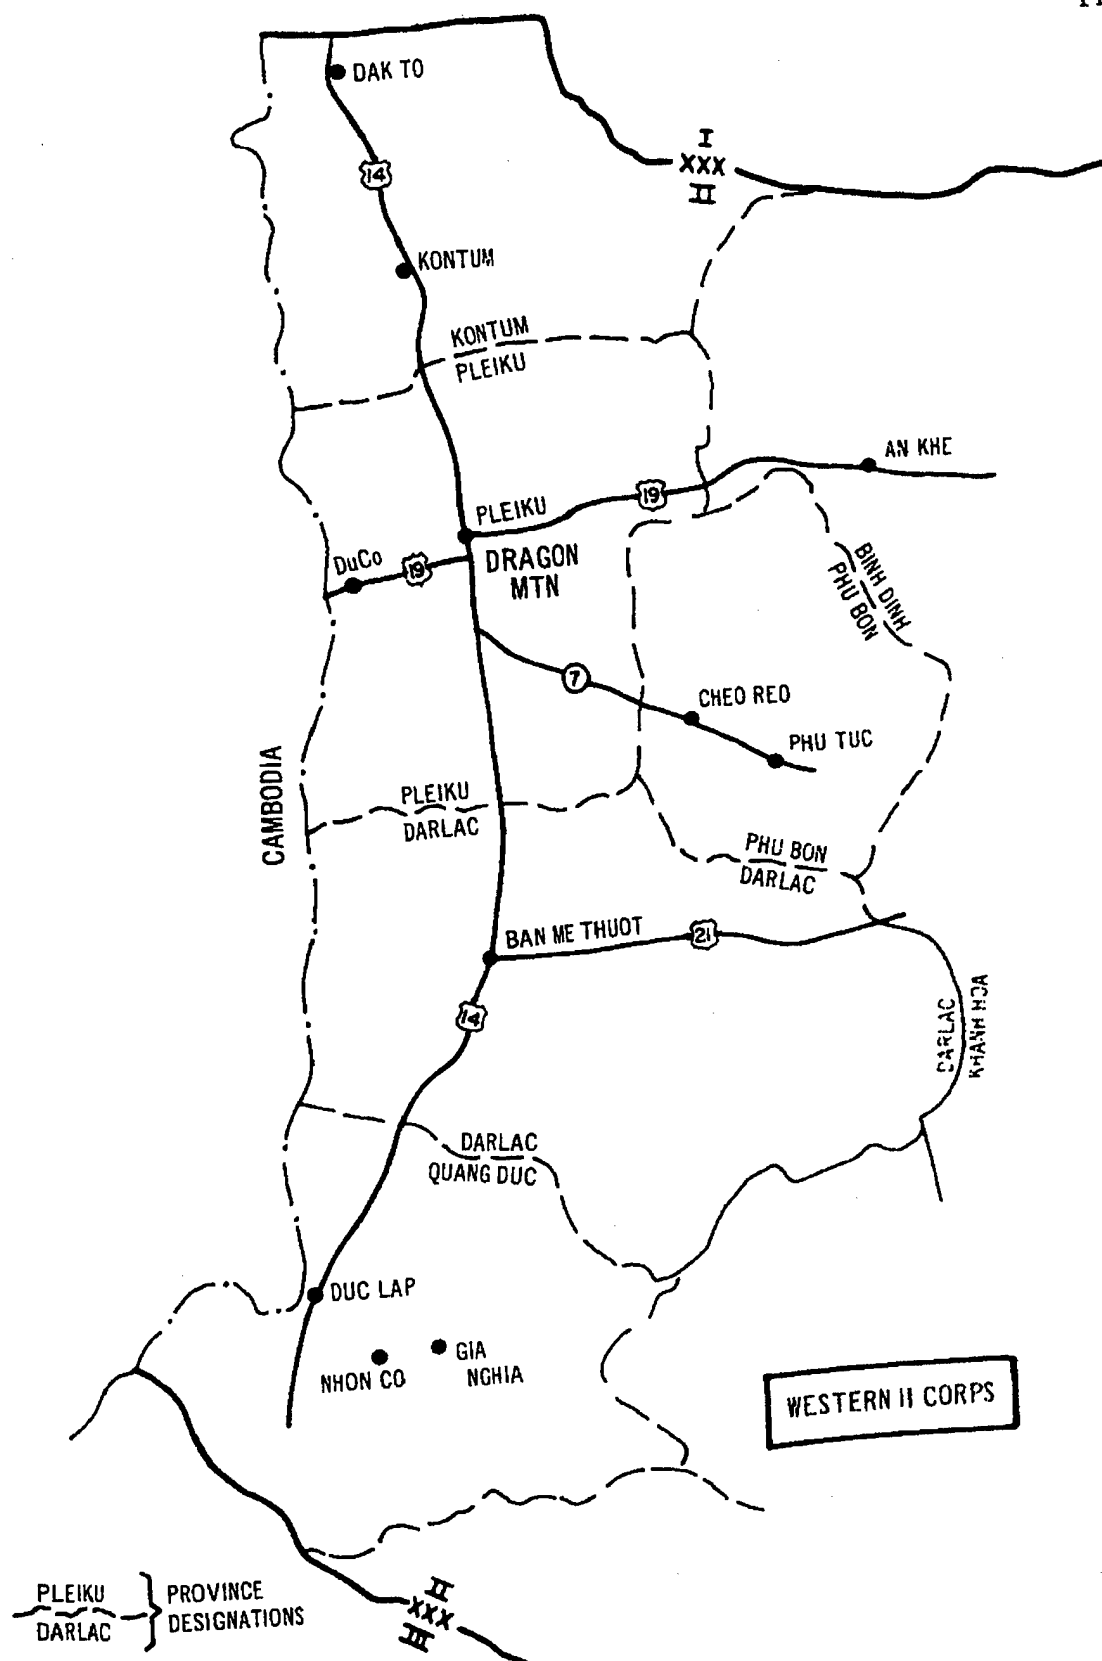 DAK TO
I
XXX
II
14
KONTUM
KONTUM
PLEIKU
AN KHE
19
PLEIKU
DuCo
19
DRAGON
MTN
BINH DINH
PHU BON
7
CHEO REO
PHU TUC
CAMBODIA
PLEIKU
DARLAC
PHU BON
DARLAC
BAN ME THUOT
21
14
DARLAC
KHANH HOA
DARLAC
QUANG DUC
DUC LAP
GIA
NGHIA
NHON CO
WESTERN II CORPS
PLEIKU
DARLAC
PROVINCE
DESIGNATIONS
II
XXX
III